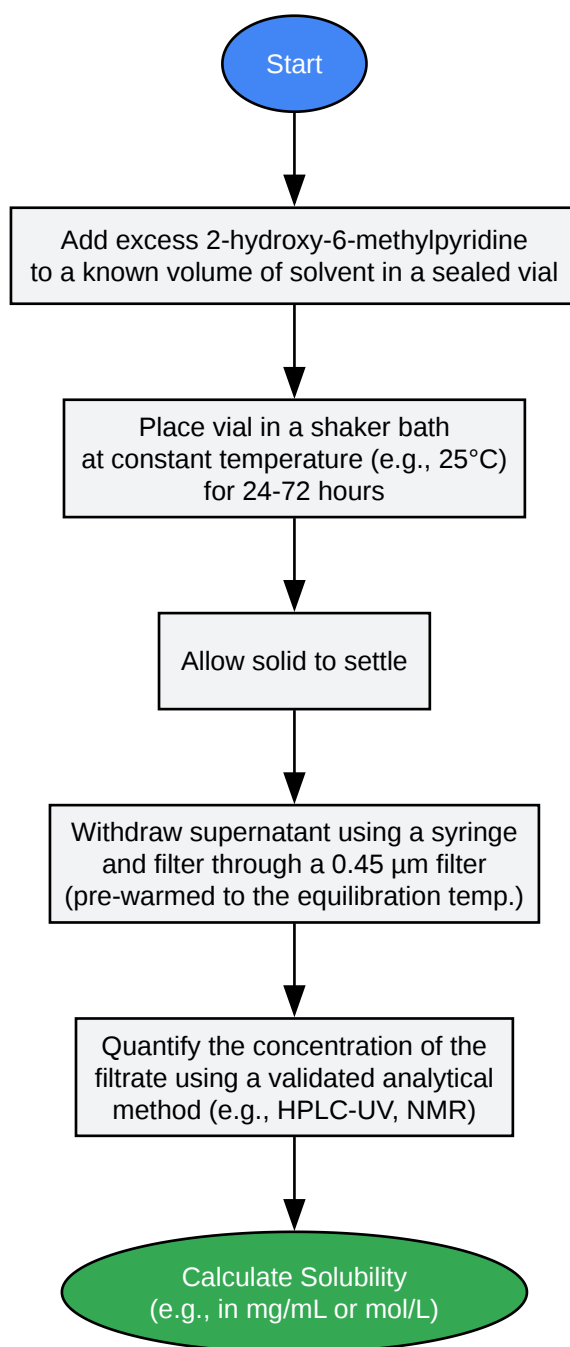 Start
Add excess 2-hydroxy-6-methylpyridine
to a known volume of solvent in a sealed vial
Place vial in a shaker bath
at constant temperature (e.g., 25°C)
for 24-72 hours
Allow solid to settle
Withdraw supernatant using a syringe
and filter through a 0.45 µm filter
(pre-warmed to the equilibration temp.)
Quantify the concentration of the
filtrate using a validated analytical
method (e.g., HPLC-UV, NMR)
Calculate Solubility
(e.g., in mg/mL or mol/L)